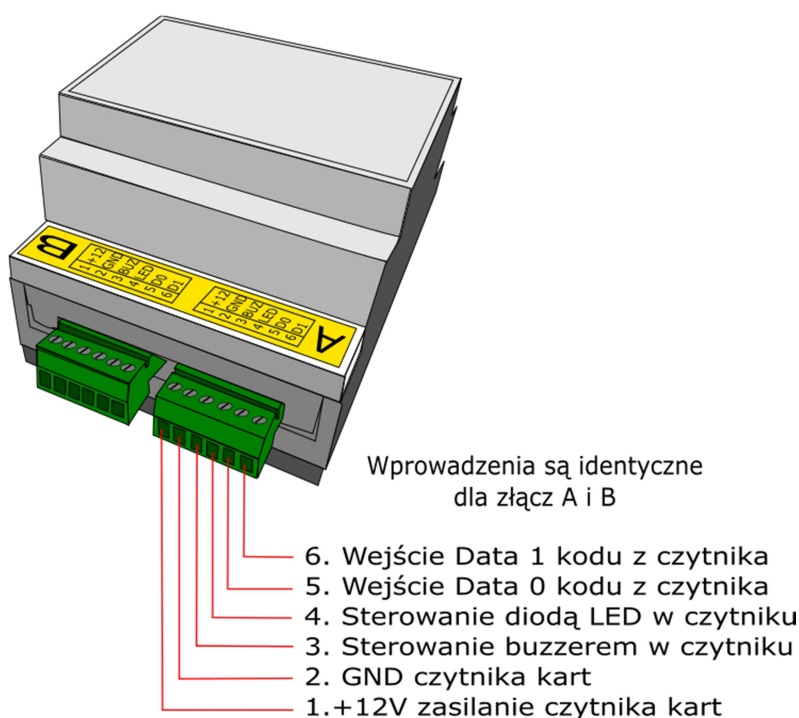 B
1 +12
2 GND
3 BUZ
4 LED
5 D0
6 D1
1 +12
2 GND
3 BUZ
4 LED
5 D0
6 D1
A
Wprowadzenia są identyczne
dla złącz A i B
6. Wejście Data 1 kodu z czytnika
5. Wejście Data 0 kodu z czytnika
4. Sterowanie diodą LED w czytniku
3. Sterowanie buzzerem w czytniku
2. GND czytnika kart
1.+12V zasilanie czytnika kart